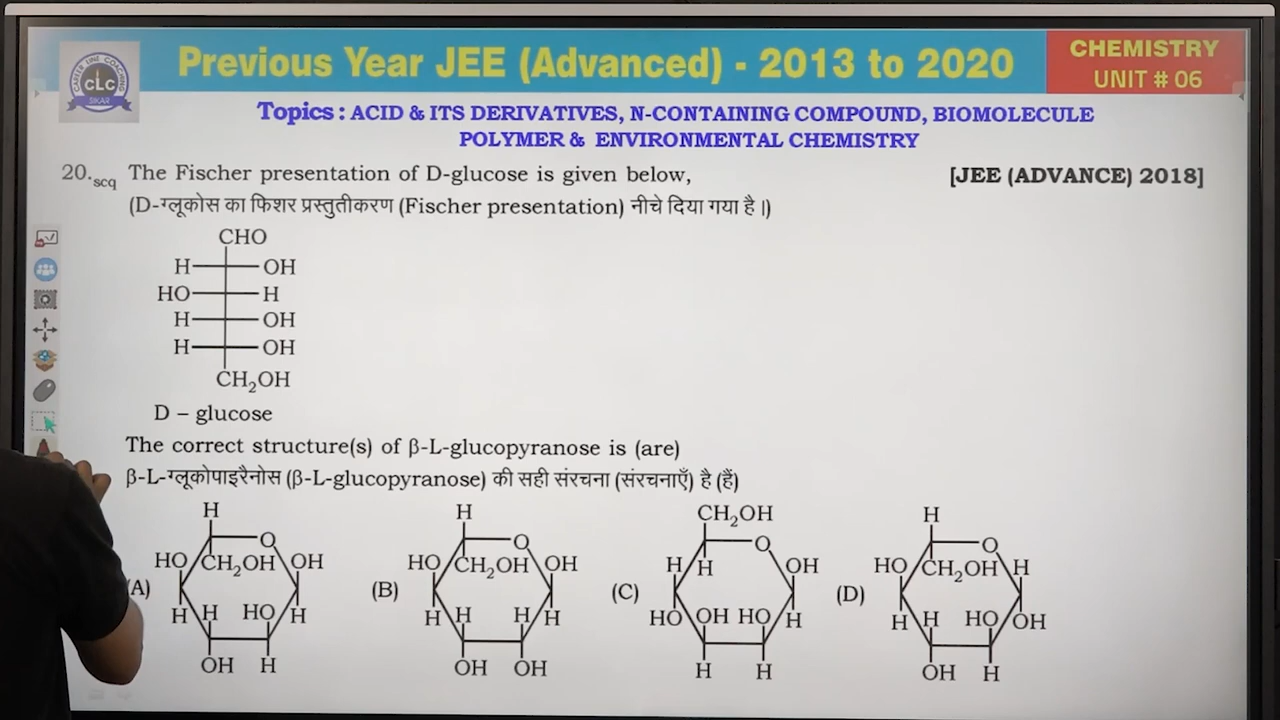 Previous Year JEE (Advanced) - 2013 to 2020
CHEMISTRY
UNIT # 06
CAREER LINE COACHING
CLC
SIKAR
Topics : ACID & ITS DERIVATIVES, N-CONTAINING COMPOUND, BIOMOLECULE
POLYMER & ENVIRONMENTAL CHEMISTRY
20.scq The Fischer presentation of D-glucose is given below, [JEE (ADVANCE) 2018]
(D-ग्लूकोस का फिशर प्रस्तुतीकरण (Fischer presentation) नीचे दिया गया है।)
CHO
H OH
HO H
H OH
H OH
CH₂OH
D – glucose
The correct structure(s) of β-L-glucopyranose is (are)
β-L-ग्लूकोपाइरैनोस (β-L-glucopyranose) की सही संरचना (संरचनाएँ) है (हैं)
(A)
H
O
HO CH₂OH OH
H H HO H
OH H
(B)
H
O
HO CH₂OH OH
H H H H
OH OH
(C)
CH₂OH
O
H H OH
HO OH HO H
H H
(D)
H
O
HO CH₂OH H
H H HO OH
OH H